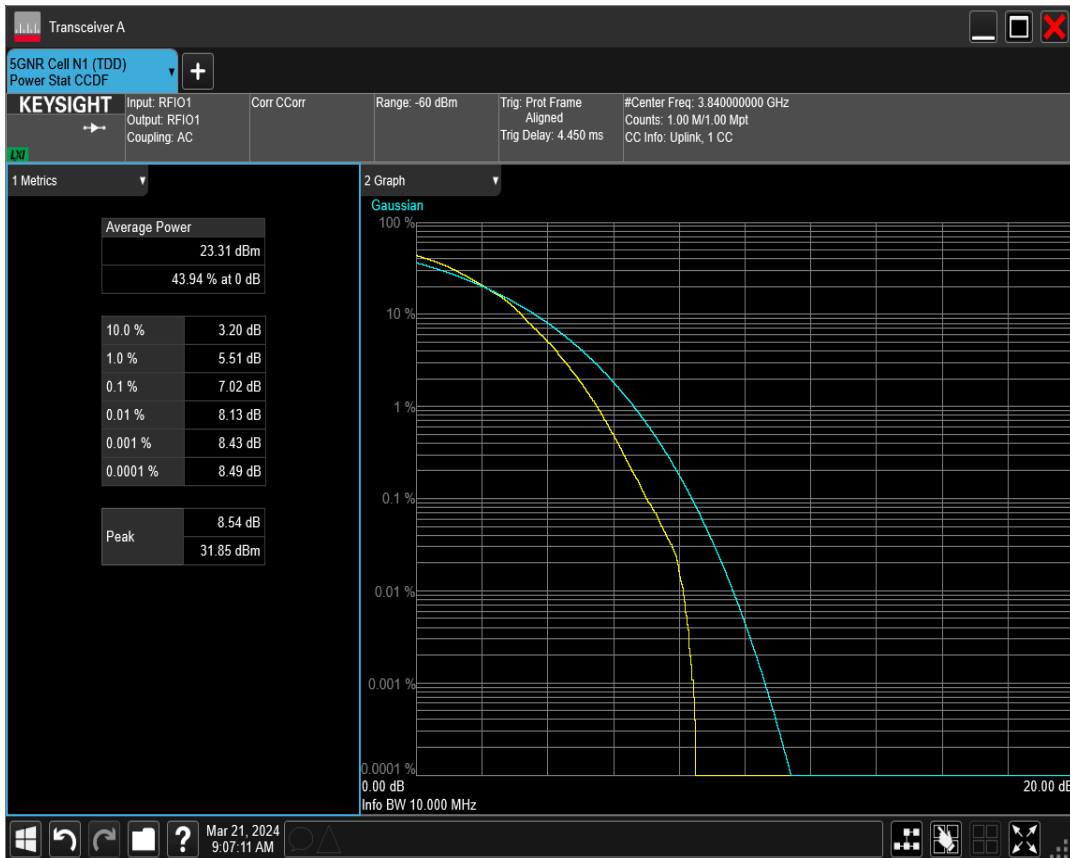 Transceiver A
5GNR Cell N1 (TDD)
Power Stat CCDF
+
KEYSIGHT
LXI
Input: RFIO1
Output: RFIO1
Coupling: AC
Corr CCorr
Range: -60 dBm
Trig: Prot Frame
Aligned
Trig Delay: 4.450 ms
#Center Freq: 3.840000000 GHz
Counts: 1.00 M/1.00 Mpt
CC Info: Uplink, 1 CC
1 Metrics
Average Power
23.31 dBm
43.94 % at 0 dB
10.0 % 3.20 dB
1.0 % 5.51 dB
0.1 % 7.02 dB
0.01 % 8.13 dB
0.001 % 8.43 dB
0.0001 % 8.49 dB
Peak
8.54 dB
31.85 dBm
2 Graph
Gaussian
100 %
10 %
1 %
0.1 %
0.01 %
0.001 %
0.0001 %
0.00 dB 20.00 dB
Info BW 10.000 MHz
?
Mar 21, 2024
9:07:11 AM